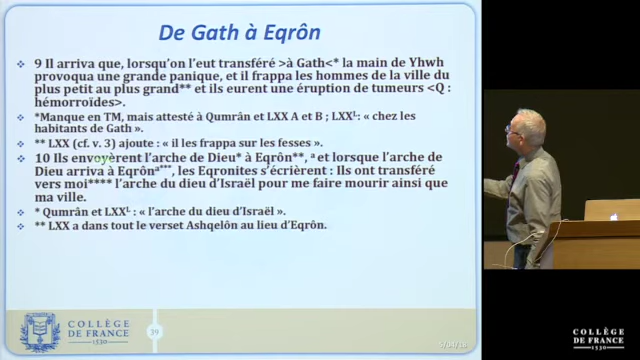 De Gath à Eqrôn
9 Il arriva que, lorsqu'on l'eut transféré >à Gath<* la main de Yhwh
provoqua une grande panique, et il frappa les hommes de la ville du
plus petit au plus grand** et ils eurent une éruption de tumeurs <Q :
hémorroïdes>.
*Manque en TM, mais attesté à Qumrân et LXX A et B ; LXXL: « chez les
habitants de Gath ».
** LXX (cf. v. 3) ajoute : « il les frappa sur les fesses ».
10 Ils envoyèrent l'arche de Dieu* à Eqrôn**, a et lorsque l'arche de
Dieu arriva à Eqrôna***, les Eqronites s'écrièrent : Ils ont transféré
vers moi**** l'arche du dieu d'Israël pour me faire mourir ainsi que
ma ville.
* Qumrân et LXXL : « l'arche du dieu d'Israël ».
** LXX a dans tout le verset Ashqelôn au lieu d'Eqrôn.
COLLÈGE
DE FRANCE
1530
39
COLLÈGE
DE FRANCE
1530